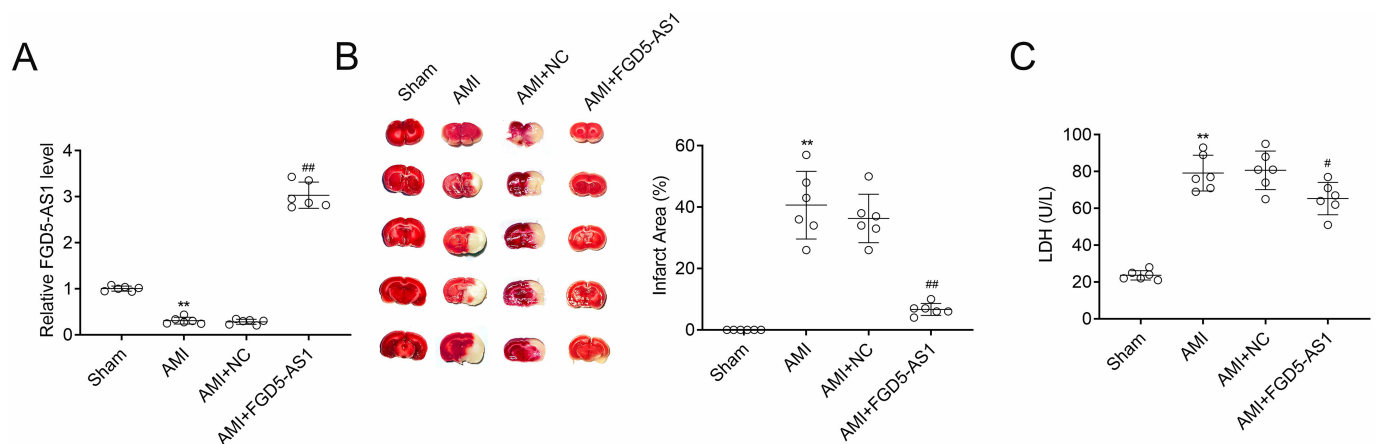 A
Relative FGD5-AS1 level
4
3
2
1
0
**
##
Sham
AMI
AMI+NC
AMI+FGD5-AS1
B
Sham
AMI
AMI+NC
AMI+FGD5-AS1
Infarct Area (%)
60
40
20
0
**
##
Sham
AMI
AMI+NC
AMI+FGD5-AS1
C
LDH (U/L)
100
80
60
40
20
0
**
#
Sham
AMI
AMI+NC
AMI+FGD5-AS1